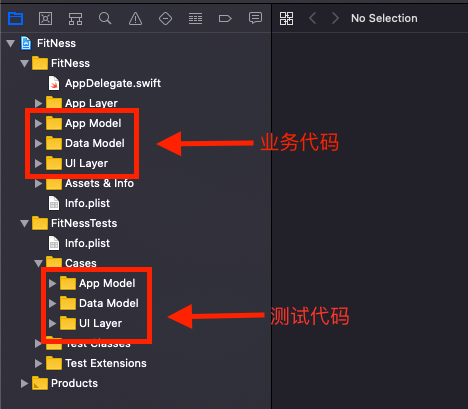 No Selection
FitNess
FitNess
AppDelegate.swift
App Layer
App Model
Data Model
业务代码
UI Layer
Assets & Info
Info.plist
FitNessTests
Info.plist
Cases
App Model
Data Model
UI Layer
测试代码
Test Classes
Test Extensions
Products